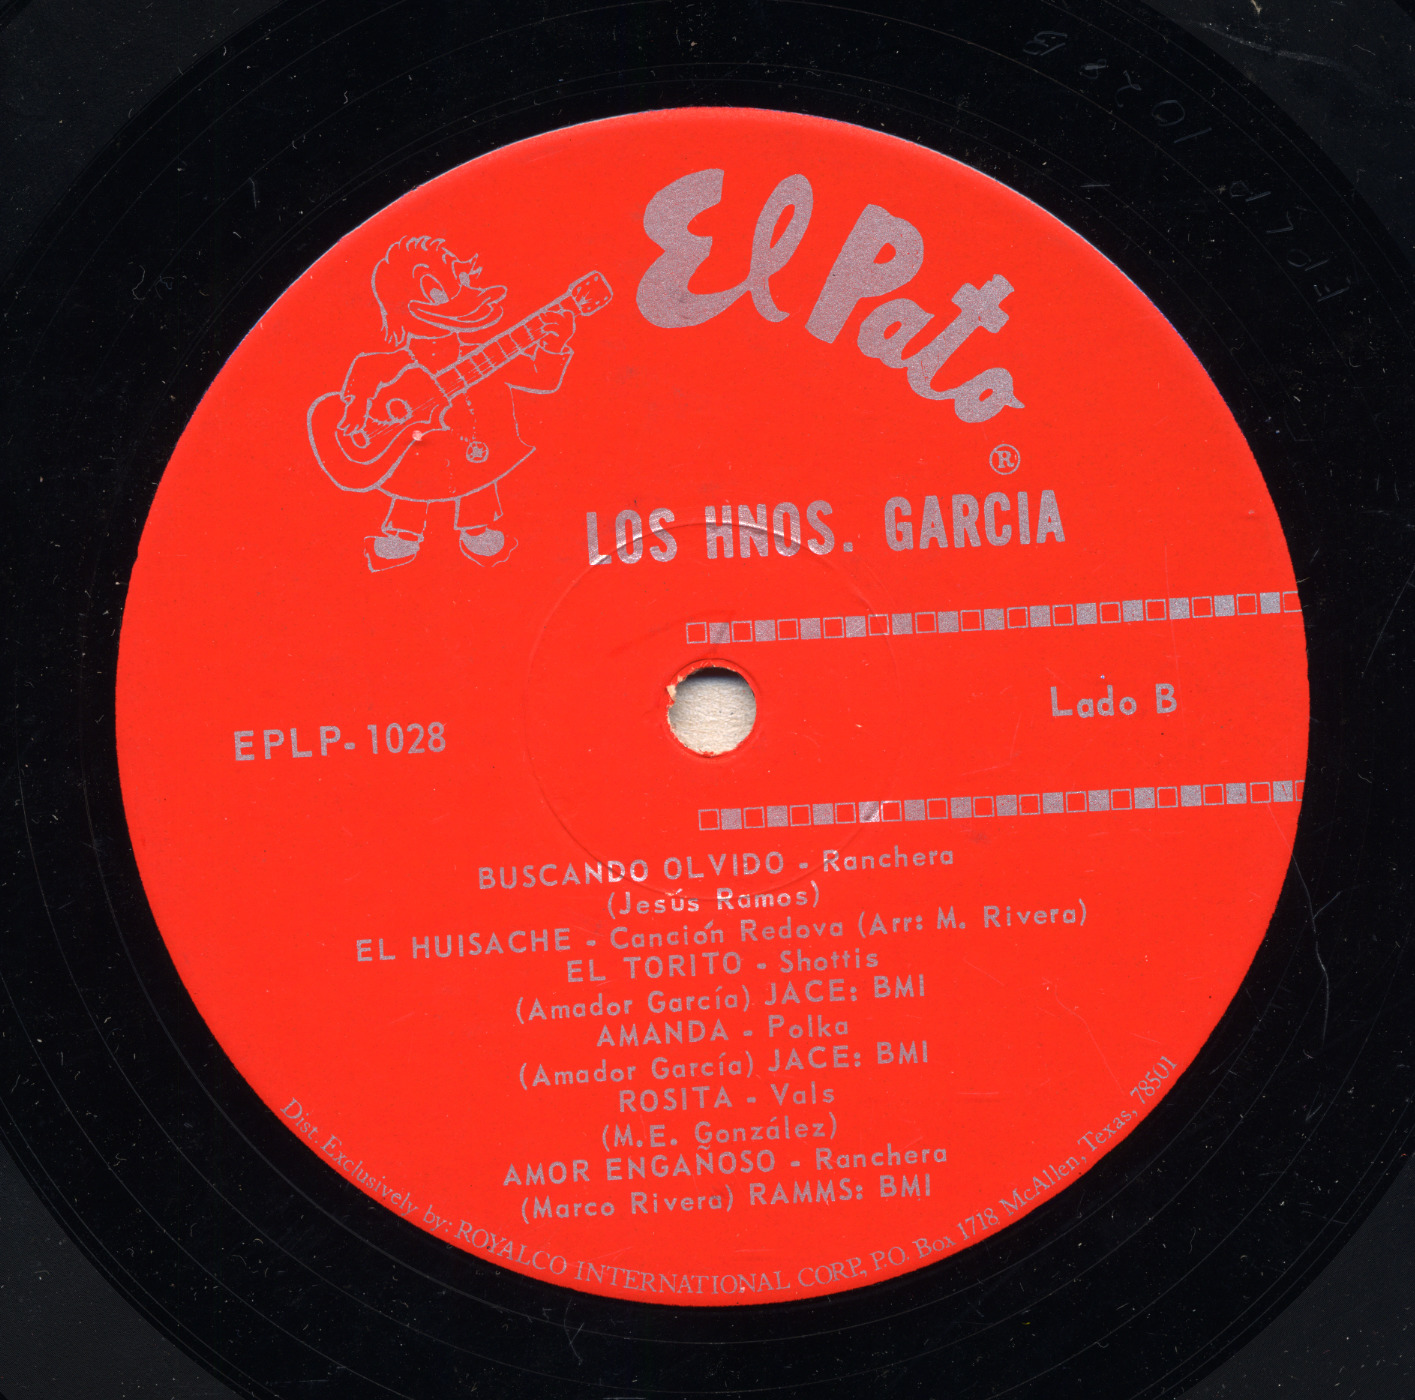 El Pato
®
LOS HNOS. GARCIA
Lado B
EPLP-1028
BUSCANDO OLVIDO - Ranchera
(Jesús Ramos)
EL HUISACHE - Canción Redova (Arr: M. Rivera)
EL TORITO - Shottis
(Amador García) JACE: BMI
AMANDA - Polka
(Amador García) JACE: BMI
ROSITA - Vals
(M.E. González)
AMOR ENGAÑOSO - Ranchera
(Marco Rivera) RAMMS: BMI
Dist. Exclusively by: ROYALCO INTERNATIONAL CORP, P.O. Box 1718, McAllen, Texas, 78501